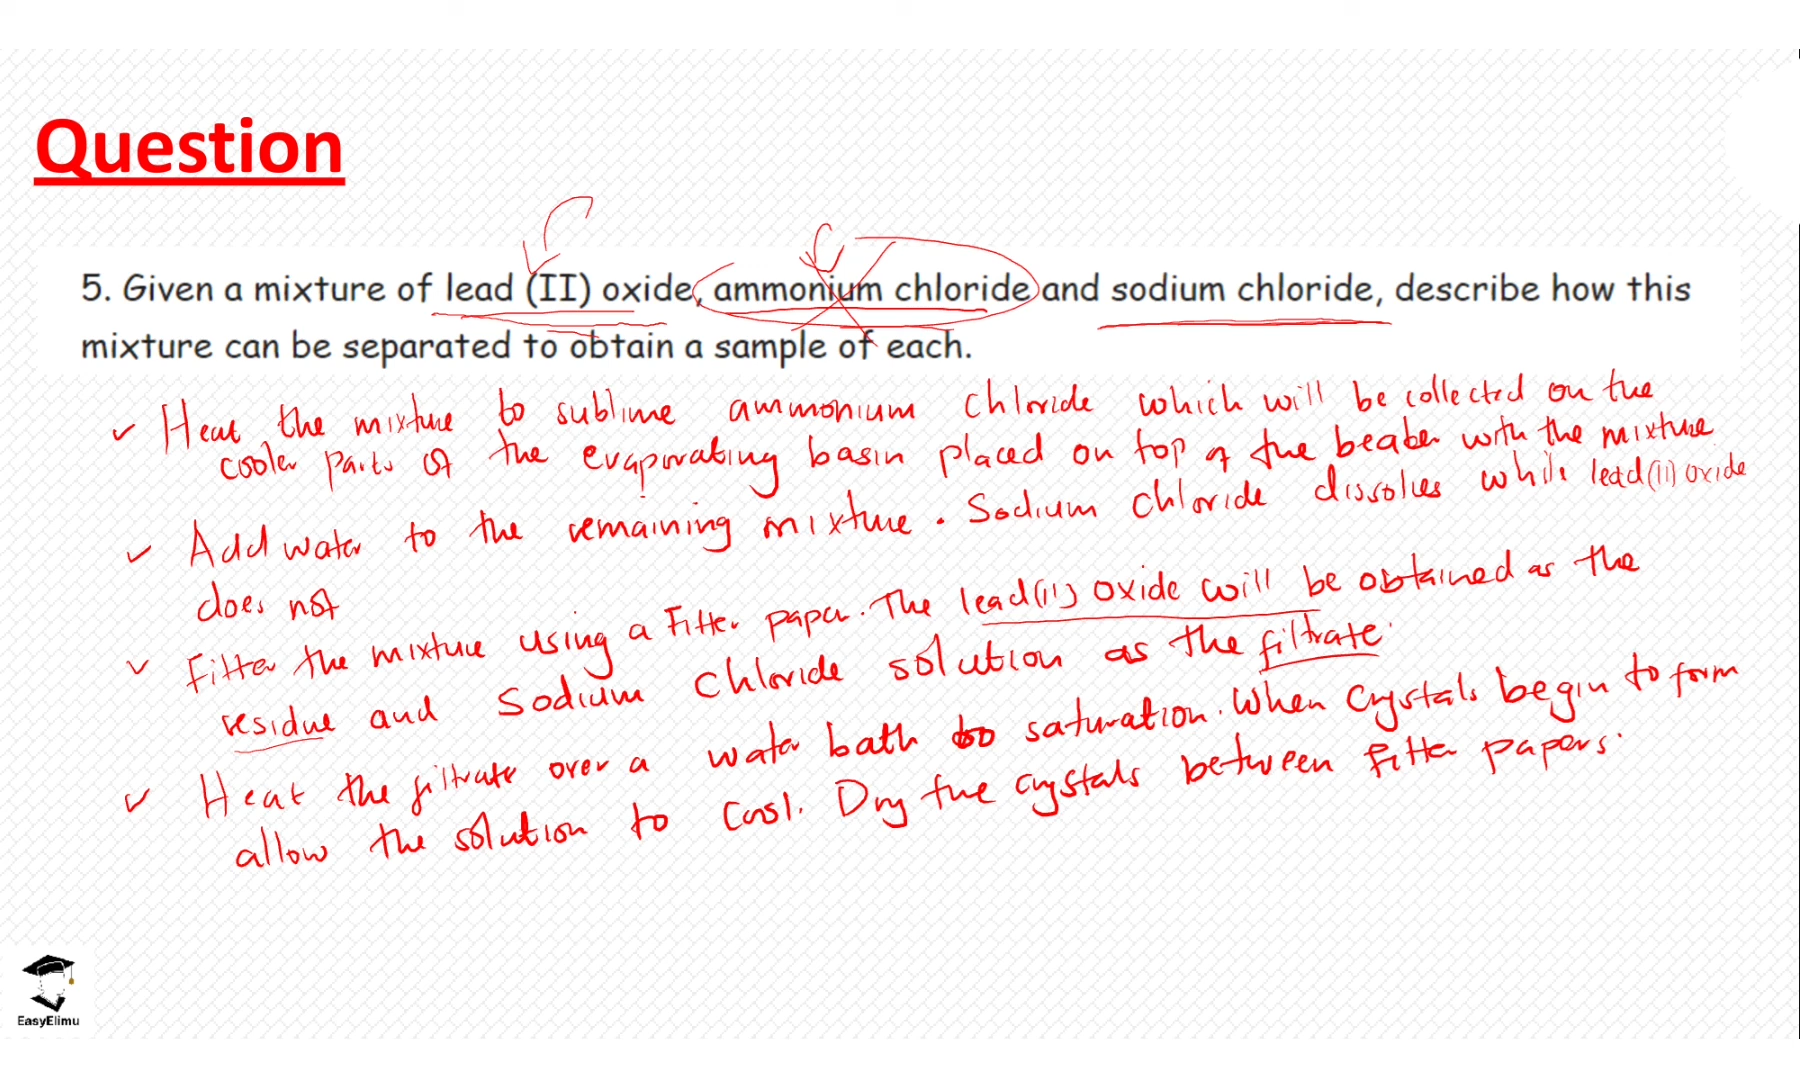 Question
5. Given a mixture of lead (II) oxide, ammonium chloride and sodium chloride, describe how this
mixture can be separated to obtain a sample of each.
Heat the mixture to sublime ammonium chloride which will be collected on the
cooler parts of the evaporating basin placed on top of the beaker with the mixture.
Add water to the remaining mixture. Sodium chloride dissolves while lead(II) oxide
does not
Filter the mixture using a filter paper. The lead(II) oxide will be obtained as the
residue and sodium chloride solution as the filtrate.
Heat the filtrate over a water bath to saturation. When crystals begin to form
allow the solution to cool. Dry the crystals between filter papers.
EasyElimu